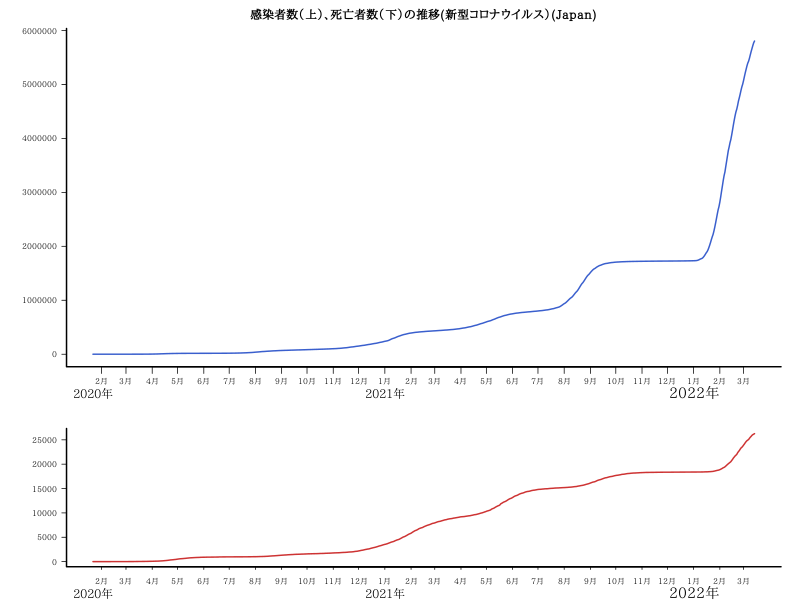 感染者数（上）、死亡者数（下）の推移(新型コロナウイルス）(Japan)
6000000
5000000
4000000
3000000
2000000
1000000
0
2月 3月 4月 5月 6月 7月 8月 9月 10月 11月 12月 1月 2月 3月 4月 5月 6月 7月 8月 9月 10月 11月 12月 1月 2月 3月
2020年 2021年 2022年
25000
20000
15000
10000
5000
0
2月 3月 4月 5月 6月 7月 8月 9月 10月 11月 12月 1月 2月 3月 4月 5月 6月 7月 8月 9月 10月 11月 12月 1月 2月 3月
2020年 2021年 2022年